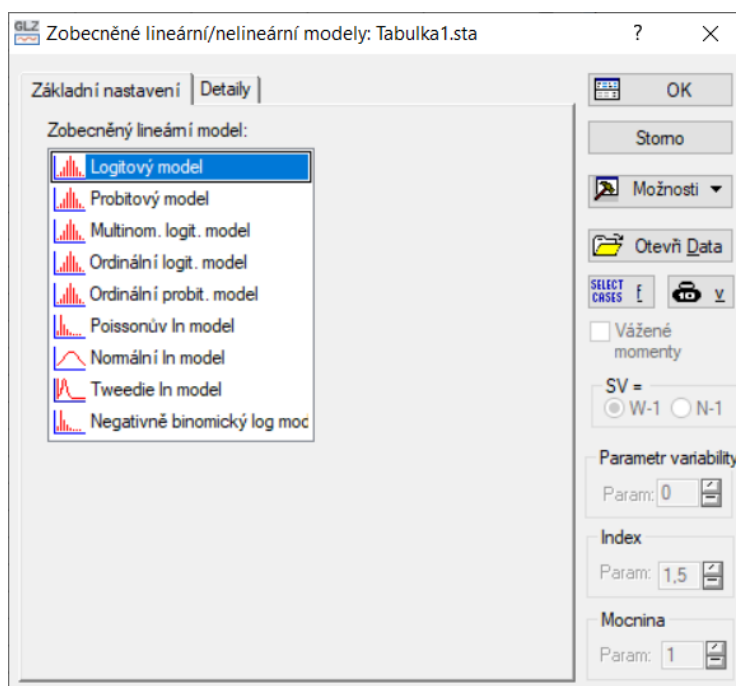 GLZ Zobecněné lineární/nelineární modely: Tabulka1.sta ?
Základní nastavení Detaily
Zobecněný lineární model:
Logitový model
Probitový model
Multinom. logit. model
Ordinální logit. model
Ordinální probit. model
Poissonův ln model
Normální ln model
Tweedie ln model
Negativně binomický log mod
OK
Storno
Možnosti
Otevři Data
SELECT CASES f v
Vážené
momenty
SV =
W-1 N-1
Parametr variability
Param: 0
Index
Param: 1,5
Mocnina
Param: 1